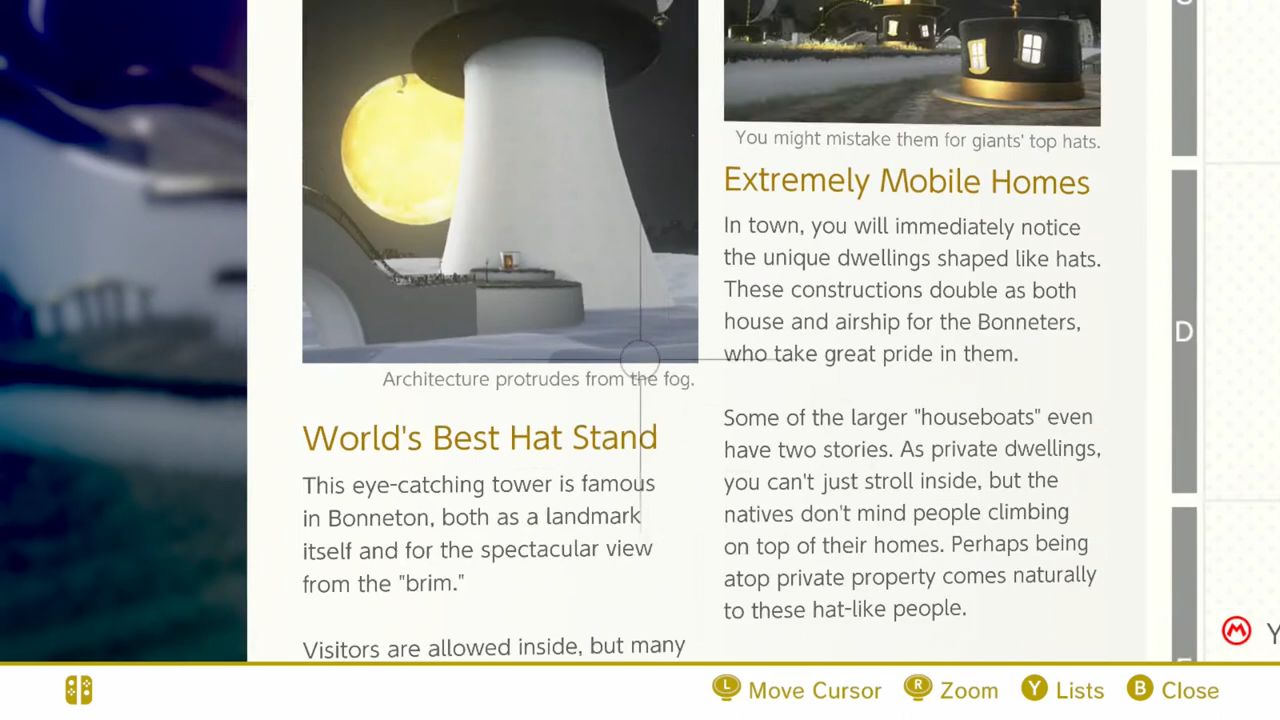 Architecture protrudes from the fog.
World's Best Hat Stand
This eye-catching tower is famous
in Bonneton, both as a landmark
itself and for the spectacular view
from the "brim."
Visitors are allowed inside, but many
You might mistake them for giants' top hats.
Extremely Mobile Homes
In town, you will immediately notice
the unique dwellings shaped like hats.
These constructions double as both
house and airship for the Bonneters,
who take great pride in them.
Some of the larger "houseboats" even
have two stories. As private dwellings,
you can't just stroll inside, but the
natives don't mind people climbing
on top of their homes. Perhaps being
atop private property comes naturally
to these hat-like people.
D
Y
L Move Cursor R Zoom Y Lists B Close